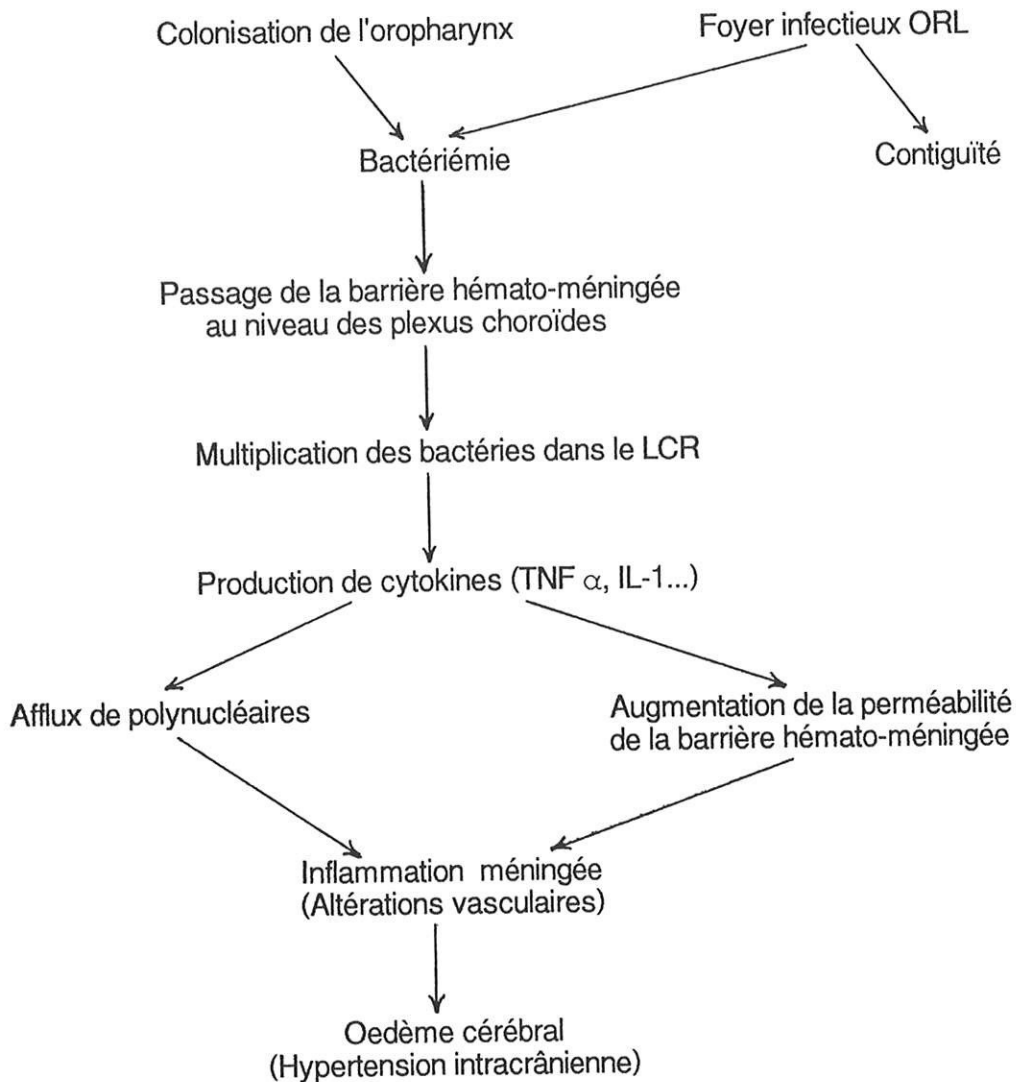 Colonisation de l'oropharynx
Foyer infectieux ORL
Bactériémie
Contiguïté
Passage de la barrière hémato-méningée
au niveau des plexus choroïdes
Multiplication des bactéries dans le LCR
Production de cytokines (TNF α, IL-1...)
Afflux de polynucléaires
Augmentation de la perméabilité
de la barrière hémato-méningée
Inflammation méningée
(Altérations vasculaires)
Oedème cérébral
(Hypertension intracrânienne)